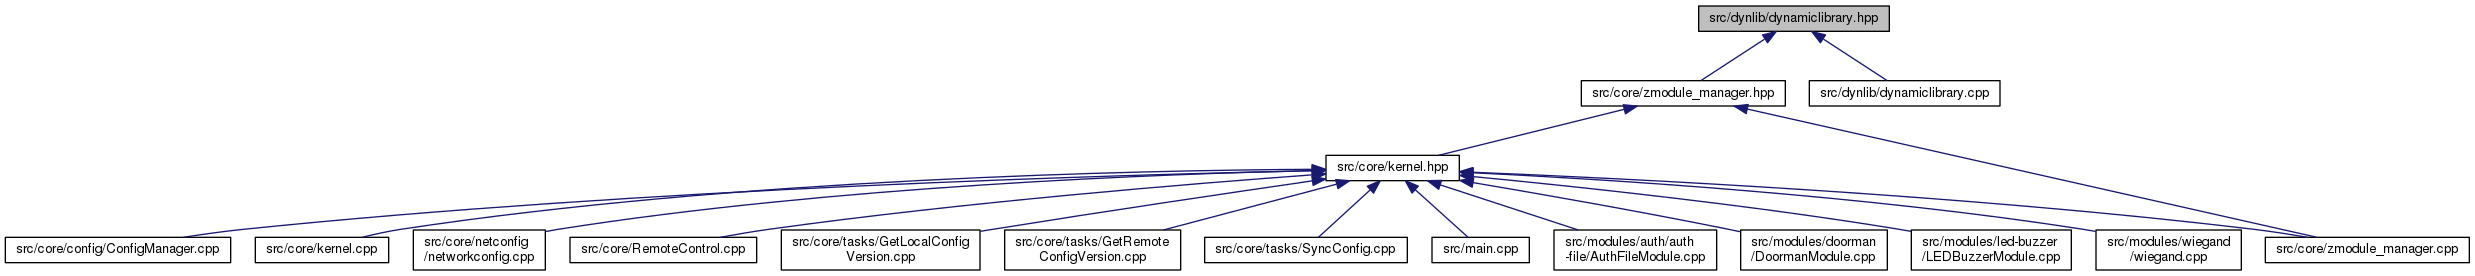 src/dynlib/dynamiclibrary.hpp
src/core/zmodule_manager.hpp
src/dynlib/dynamiclibrary.cpp
src/core/kernel.hpp
src/core/config/ConfigManager.cpp
src/core/kernel.cpp
src/core/netconfig
/networkconfig.cpp
src/core/RemoteControl.cpp
src/core/tasks/GetLocalConfig
Version.cpp
src/core/tasks/GetRemote
ConfigVersion.cpp
src/core/tasks/SyncConfig.cpp
src/main.cpp
src/modules/auth/auth
-file/AuthFileModule.cpp
src/modules/doorman
/DoormanModule.cpp
src/modules/led-buzzer
/LEDBuzzerModule.cpp
src/modules/wiegand
/wiegand.cpp
src/core/zmodule_manager.cpp